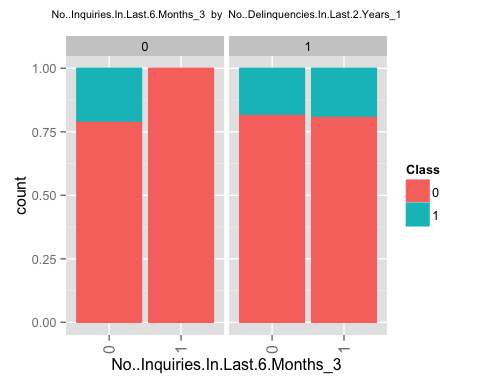 No..Inquiries.In.Last.6.Months_3 by No..Delinquencies.In.Last.2.Years_1
0 1
1.00
0.75
0.50
0.25
0.00
count
0 1 0 1
No..Inquiries.In.Last.6.Months_3
Class
0
1